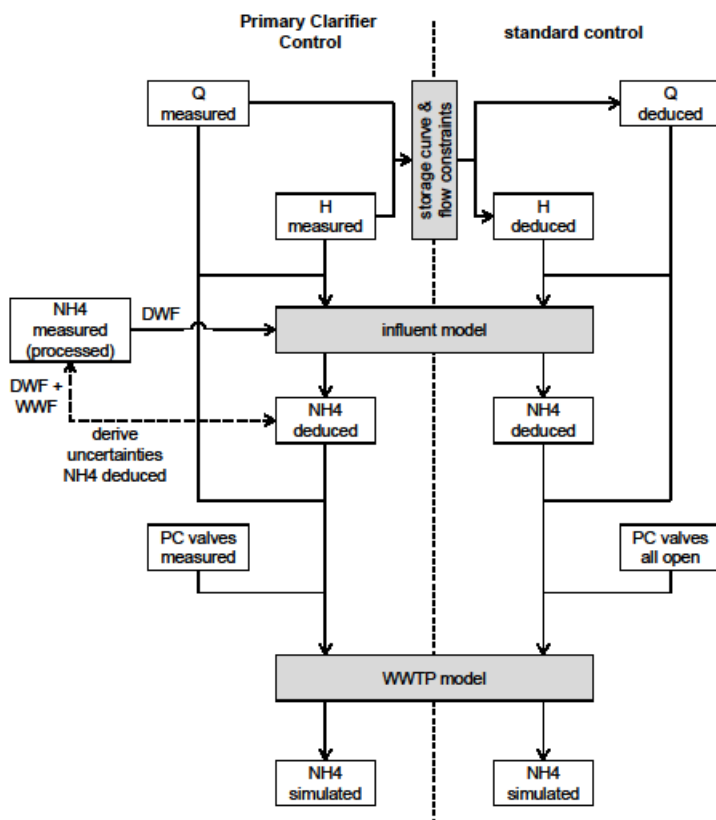 Primary Clarifier
Control
standard control
Q
measured
storage curve &
flow constraints
Q
deduced
H
measured
H
deduced
NH4
measured
(processed)
DWF
influent model
DWF +
WWF
derive
uncertainties
NH4 deduced
NH4
deduced
NH4
deduced
PC valves
measured
PC valves
all open
WWTP model
NH4
simulated
NH4
simulated